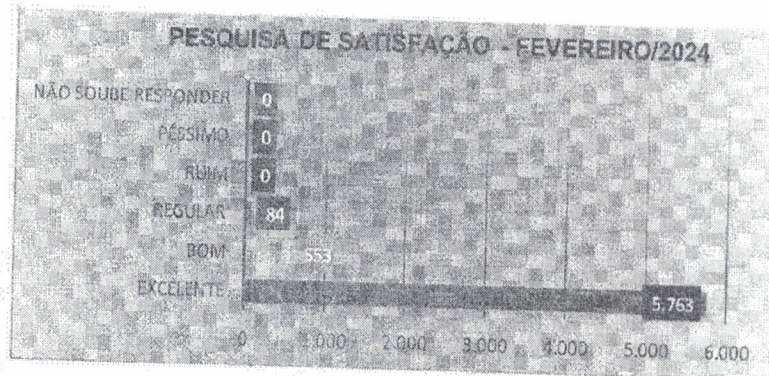 PESQUISA DE SATISFAÇÃO - FEVEREIRO/2024
NÃO SOUBE RESPONDER 0
PÉSSIMO 0
RUIM 0
REGULAR 84
BOM 553
EXCELENTE 5.763
0 1.000 2.000 3.000 4.000 5.000 6.000